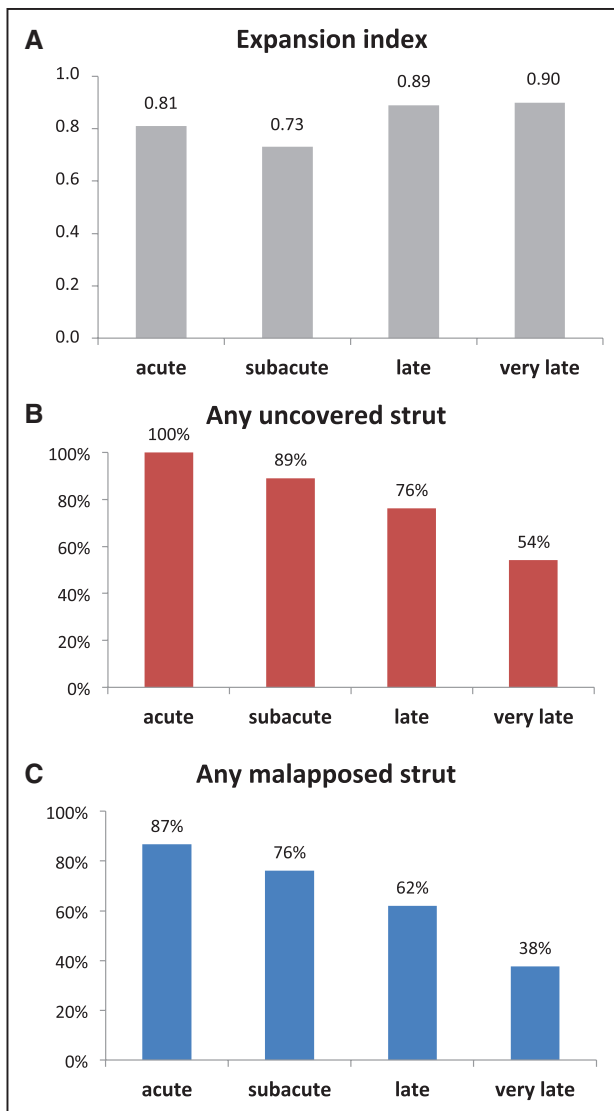 A
Expansion index
1.0
0.8
0.6
0.4
0.2
0.0
0.81
0.73
0.89
0.90
acute
subacute
late
very late
B
Any uncovered strut
100%
80%
60%
40%
20%
0%
100%
89%
76%
54%
acute
subacute
late
very late
C
Any malapposed strut
100%
80%
60%
40%
20%
0%
87%
76%
62%
38%
acute
subacute
late
very late